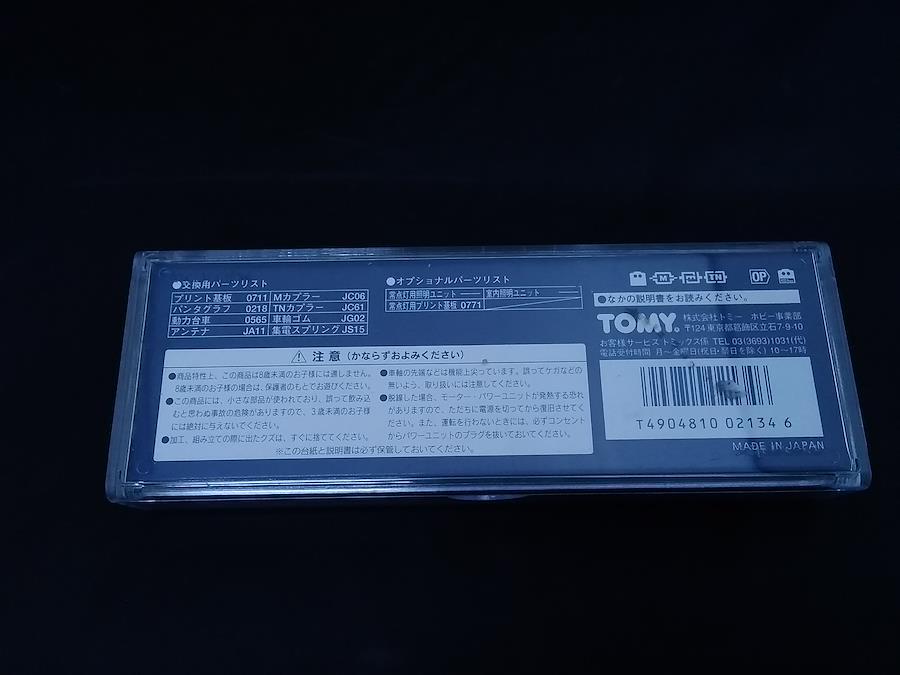 ●交換用パーツリスト
プリント基板 0711 Mカプラー JC06
パンタグラフ 0218 TNカプラー JC61
動力台車 0565 車輪ゴム JG02
アンテナ JA11 集電スプリング JS15
●オプショナルパーツリスト
常点灯用照明ユニット ー 室内照明ユニット ー
常点灯用プリント基板 0771
⚠ 注意 (かならずおよみください)
●商品特性上、この商品は8歳未満のお子様には適しません。
8歳未満のお子様の場合は、保護者のもとでお遊びください。
●この商品には、小さな部品が使われており、誤って飲み込
むと思わぬ事故の危険がありますので、3歳未満のお子様
には絶対に与えないでください。
●加工、組み立ての際に出たクズは、すぐに捨ててください。
●車軸の先端などは機能上尖っています。誤ってケガなどの
無いよう、取り扱いには注意してください。
●脱線した場合、モーター・パワーユニットが発熱する恐れ
がありますので、ただちに電源を切ってから復旧させてく
ださい。また、運転を行わないときには、必ずコンセント
からパワーユニットのプラグを抜いておいてください。
※この台紙と説明書は必ず保管しておいてください。
M TN OP
●なかの説明書をお読みください。
TOMY. 株式会社トミー ホビー事業部
〒124 東京都葛飾区立石7-9-10
お客様サービス トミックス係 TEL 03(3693)1031(代)
電話受付時間 月〜金曜日(祝日・翌日を除く) 10〜17時
T4904810 02134 6
MADE IN JAPAN